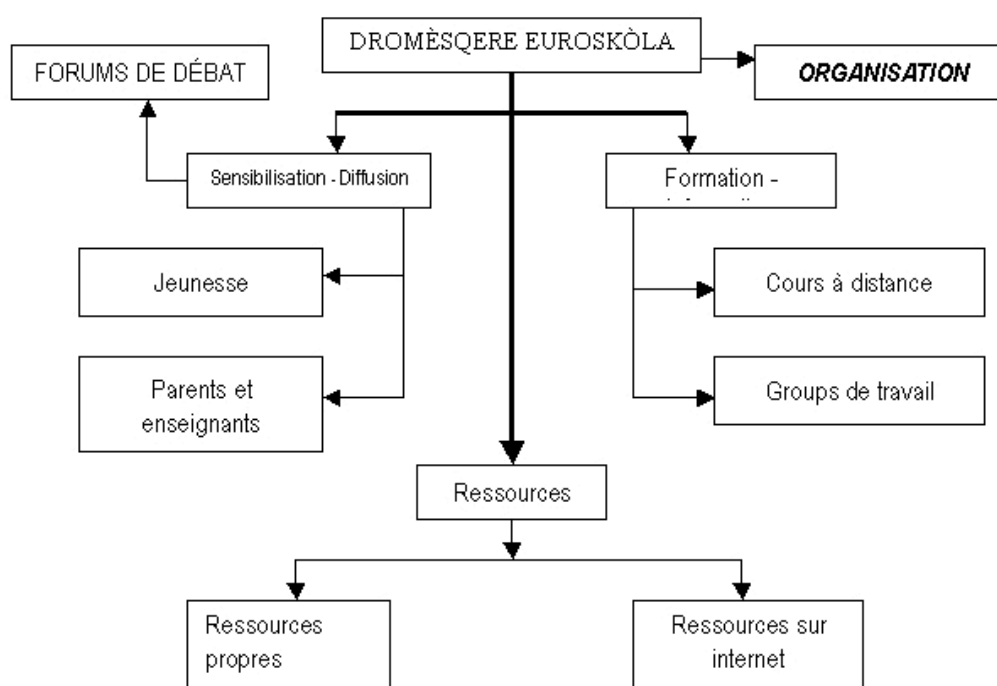 DROMÈSQERE EUROSKÒLA
FORUMS DE DÉBAT
ORGANISATION
Sensibilisation - Diffusion
Formation -
Jeunesse
Cours à distance
Parents et
enseignants
Groups de travail
Ressources
Ressources
propres
Ressources sur
internet